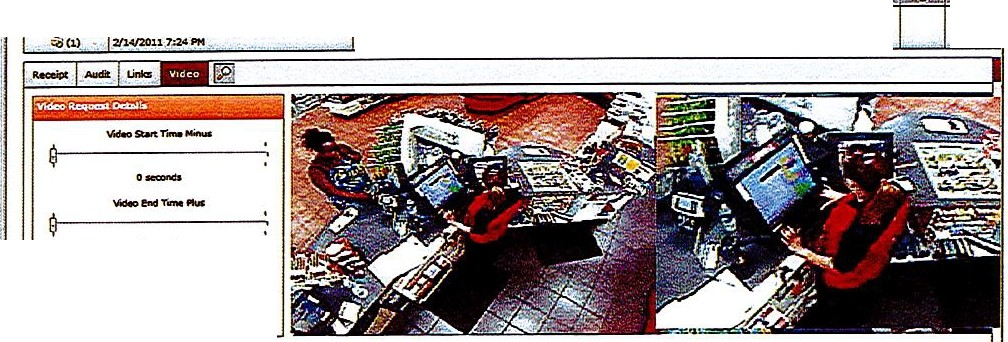 (1) 2/14/2011 7:24 PM
Receipt Audit Links Video
Video Request Details
Video Start Time Minus
0 seconds
Video End Time Plus